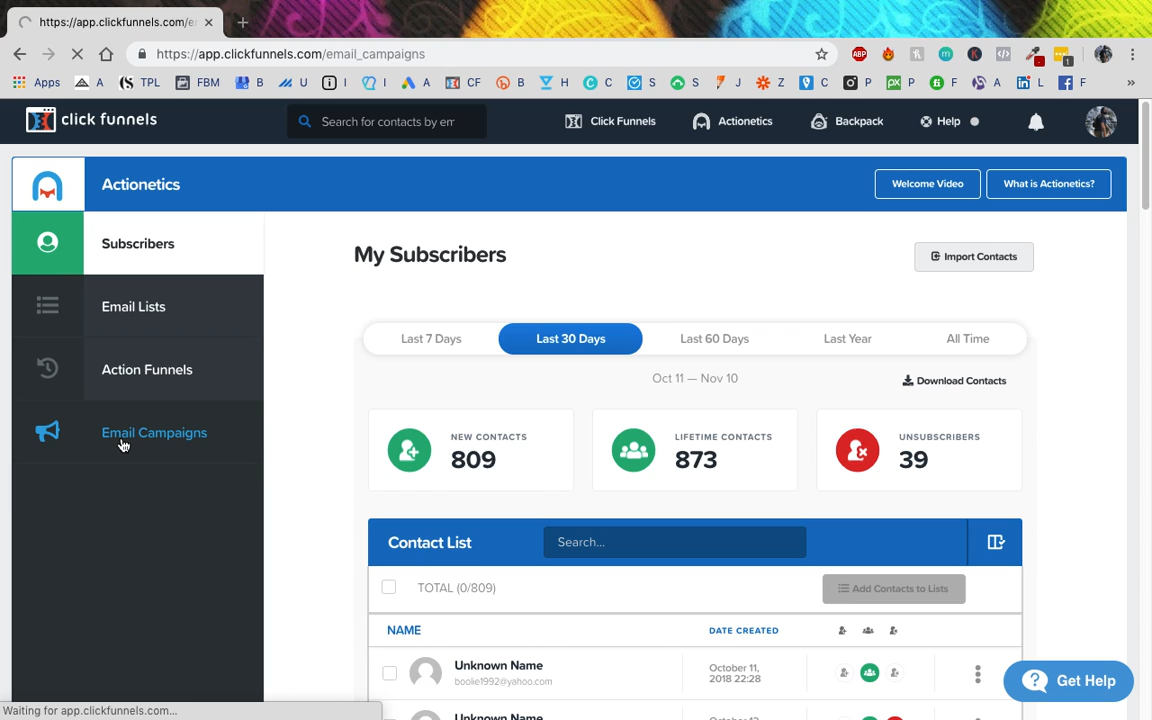 https://app.clickfunnels.com/e
https://app.clickfunnels.com/email_campaigns
ABP
Apps A TPL FBM B U I I A CF B H C S S J Z C P P F A L F »
click funnels
Search for contacts by em
Click Funnels
Actionetics
Backpack
Help
Actionetics
Welcome Video
What is Actionetics?
Subscribers
Email Lists
Action Funnels
Email Campaigns
My Subscribers
Import Contacts
Last 7 Days
Last 30 Days
Last 60 Days
Last Year
All Time
Oct 11 — Nov 10
Download Contacts
NEW CONTACTS
809
LIFETIME CONTACTS
873
UNSUBSCRIBERS
39
Contact List
Search...
TOTAL (0/809)
Add Contacts to Lists
NAME
DATE CREATED
Unknown Name
boolie1992@yahoo.com
October 11,
2018 22:28
Unknown Name
Get Help
Waiting for app.clickfunnels.com...